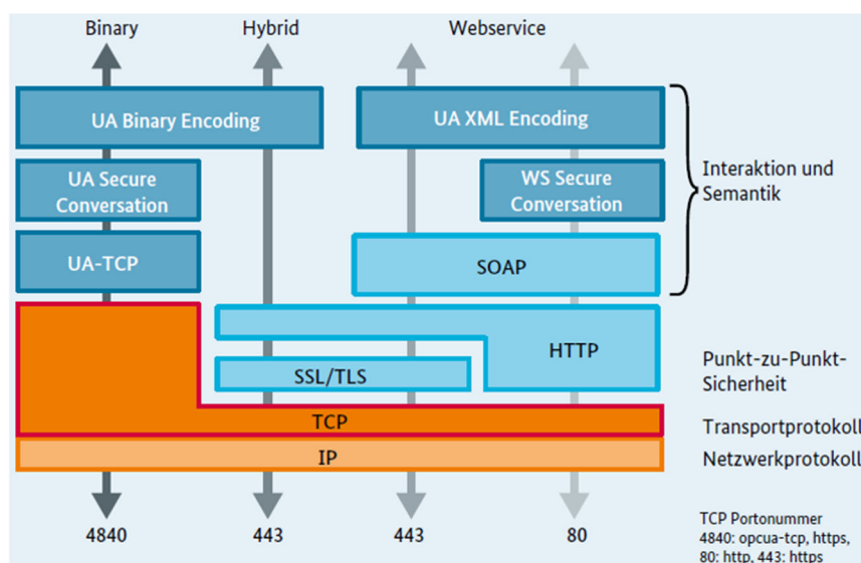 Binary
Hybrid
Webservice
UA Binary Encoding
UA XML Encoding
UA Secure
Conversation
WS Secure
Conversation
Interaktion und
Semantik
UA-TCP
SOAP
HTTP
SSL/TLS
Punkt-zu-Punkt-
Sicherheit
TCP
Transportprotokoll
IP
Netzwerkprotokoll
4840
443
443
80
TCP Portonummer
4840: opcua-tcp, https,
80: http, 443: https